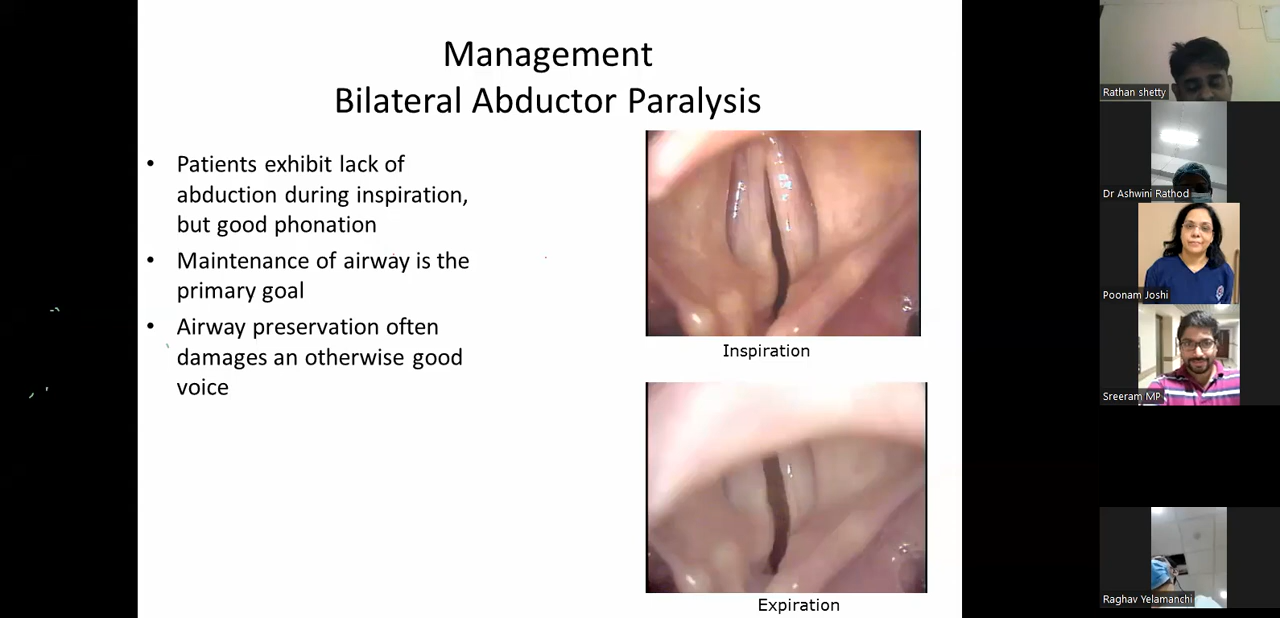 Management
Bilateral Abductor Paralysis
• Patients exhibit lack of
abduction during inspiration,
but good phonation
• Maintenance of airway is the
primary goal
• Airway preservation often
damages an otherwise good
voice
Inspiration
Expiration
Rathan shetty
Dr Ashwini Rathod
Poonam Joshi
Sreeram MP
Raghav Yelamanchi